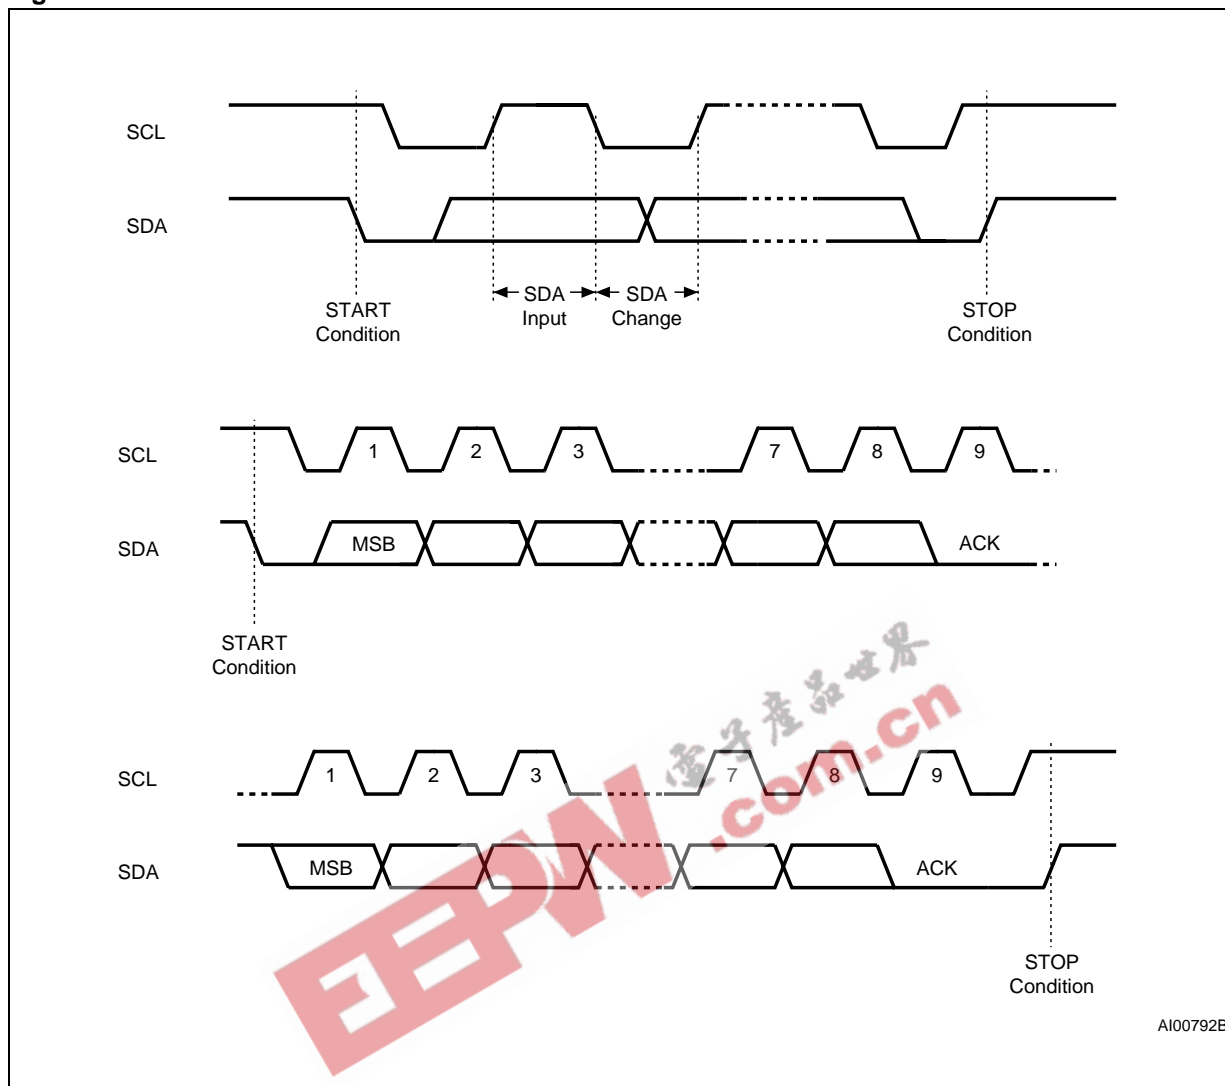 SCL
SDA
START
Condition
SDA
Input
SDA
Change
STOP
Condition
SCL
1 2 3 7 8 9
SDA
MSB
ACK
START
Condition
SCL
1 2 3 7 8 9
SDA
MSB
ACK
STOP
Condition
電子產品世界
EEPW.com.cn
AI00792B